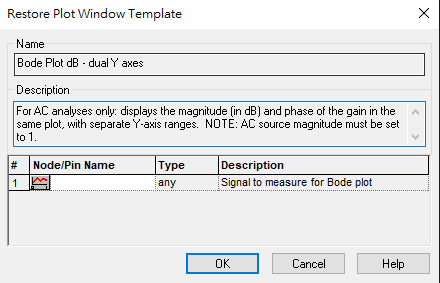 Restore Plot Window Template
Name
Bode Plot dB - dual Y axes
Description
For AC analyses only: displays the magnitude (in dB) and phase of the gain in the
same plot, with separate Y-axis ranges.  NOTE: AC source magnitude must be set
to 1.
# Node/Pin Name Type Description
1 any Signal to measure for Bode plot
OK Cancel Help